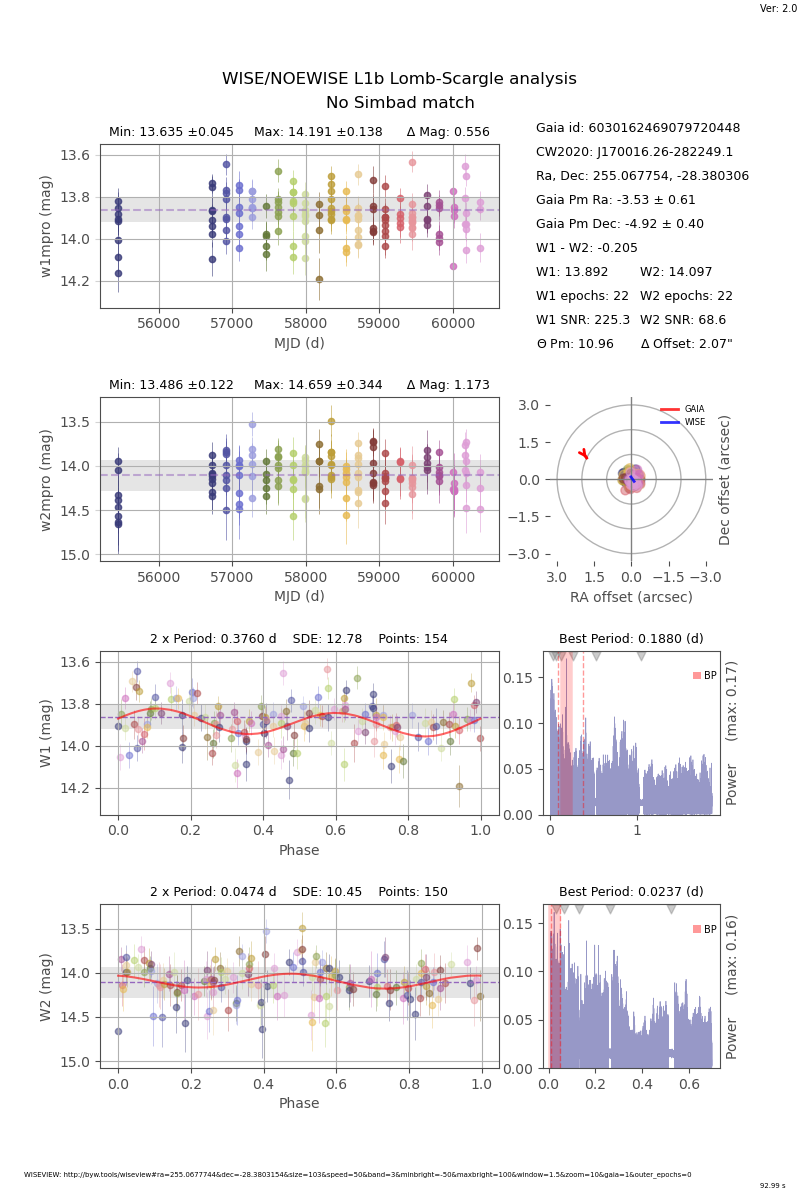 Ver: 2.0
WISE/NOEWISE L1b Lomb-Scargle analysis
No Simbad match
Min: 13.635 ±0.045 Max: 14.191 ±0.138 Δ Mag: 0.556
13.6
13.8
14.0
14.2
w1mpro (mag)
56000 57000 58000 59000 60000
MJD (d)
Gaia id: 6030162469079720448
CW2020: J170016.26-282249.1
Ra, Dec: 255.067754, -28.380306
Gaia Pm Ra: -3.53 ± 0.61
Gaia Pm Dec: -4.92 ± 0.40
W1 - W2: -0.205
W1: 13.892 W2: 14.097
W1 epochs: 22 W2 epochs: 22
W1 SNR: 225.3 W2 SNR: 68.6
Θ Pm: 10.96 Δ Offset: 2.07"
Min: 13.486 ±0.122 Max: 14.659 ±0.344 Δ Mag: 1.173
13.5
14.0
14.5
15.0
w2mpro (mag)
56000 57000 58000 59000 60000
MJD (d)
GAIA
WISE
3.0
1.5
0.0
−1.5
−3.0
Dec offset (arcsec)
3.0 1.5 0.0 −1.5 −3.0
RA offset (arcsec)
2 x Period: 0.3760 d SDE: 12.78 Points: 154
13.6
13.8
14.0
14.2
W1 (mag)
0.0 0.2 0.4 0.6 0.8 1.0
Phase
Best Period: 0.1880 (d)
BP
0.15
0.10
0.05
0.00
Power (max: 0.17)
0 1
2 x Period: 0.0474 d SDE: 10.45 Points: 150
13.5
14.0
14.5
15.0
W2 (mag)
0.0 0.2 0.4 0.6 0.8 1.0
Phase
Best Period: 0.0237 (d)
BP
0.15
0.10
0.05
0.00
Power (max: 0.16)
0.0 0.2 0.4 0.6
WISEVIEW: http://byw.tools/wiseview#ra=255.0677744&dec=-28.3803154&size=103&speed=50&band=3&minbright=-50&maxbright=100&window=1.5&zoom=10&gaia=1&outer_epochs=0
92.99 s